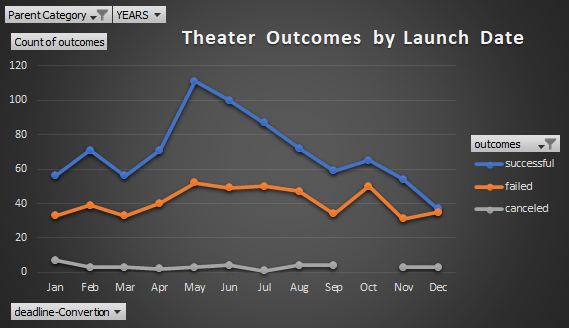 Parent Category YEARS
Count of outcomes
Theater Outcomes by Launch Date
120
100
80
60
40
20
0
Jan Feb Mar Apr May Jun Jul Aug Sep Oct Nov Dec
outcomes
successful
failed
canceled
deadline-Convertion